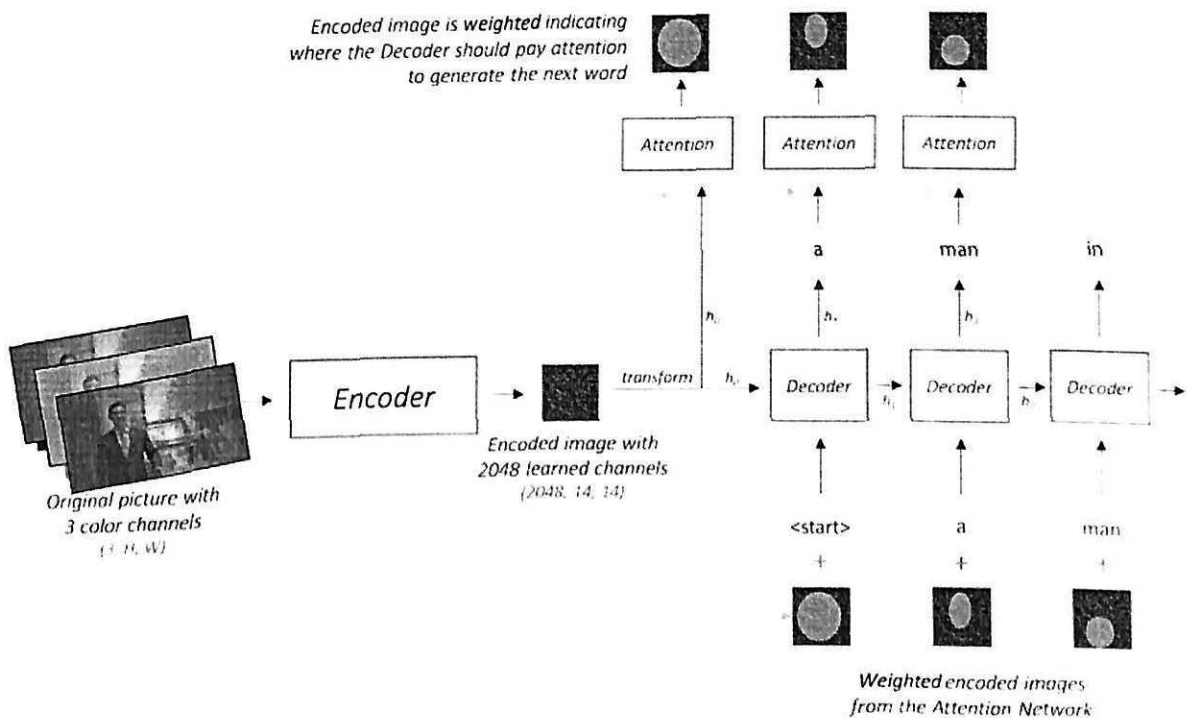 Encoded image is weighted indicating
where the Decoder should pay attention
to generate the next word
Attention
Attention
Attention
a
man
in
Encoder
transform
Decoder
Decoder
Decoder
Encoded image with
2048 learned channels
(2048, 14, 14)
Original picture with
3 color channels
(3, H, W)
<start>
a
man
+
+
+
Weighted encoded images
from the Attention Network